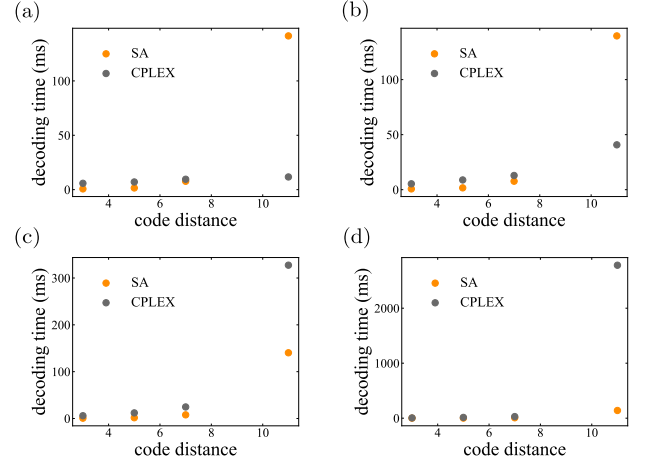 (a)
decoding time (ms)
100
50
0
SA
CPLEX
4 6 8 10
code distance
(b)
decoding time (ms)
100
50
0
SA
CPLEX
4 6 8 10
code distance
(c)
decoding time (ms)
300
200
100
0
SA
CPLEX
4 6 8 10
code distance
(d)
decoding time (ms)
2000
1000
0
SA
CPLEX
4 6 8 10
code distance